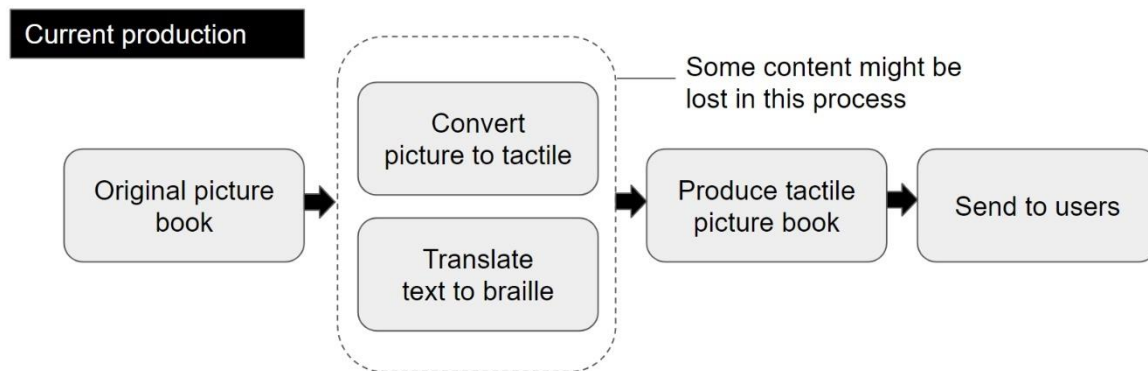 Current production
Some content might be
lost in this process
Original picture
book
Convert
picture to tactile
Translate
text to braille
Produce tactile
picture book
Send to users